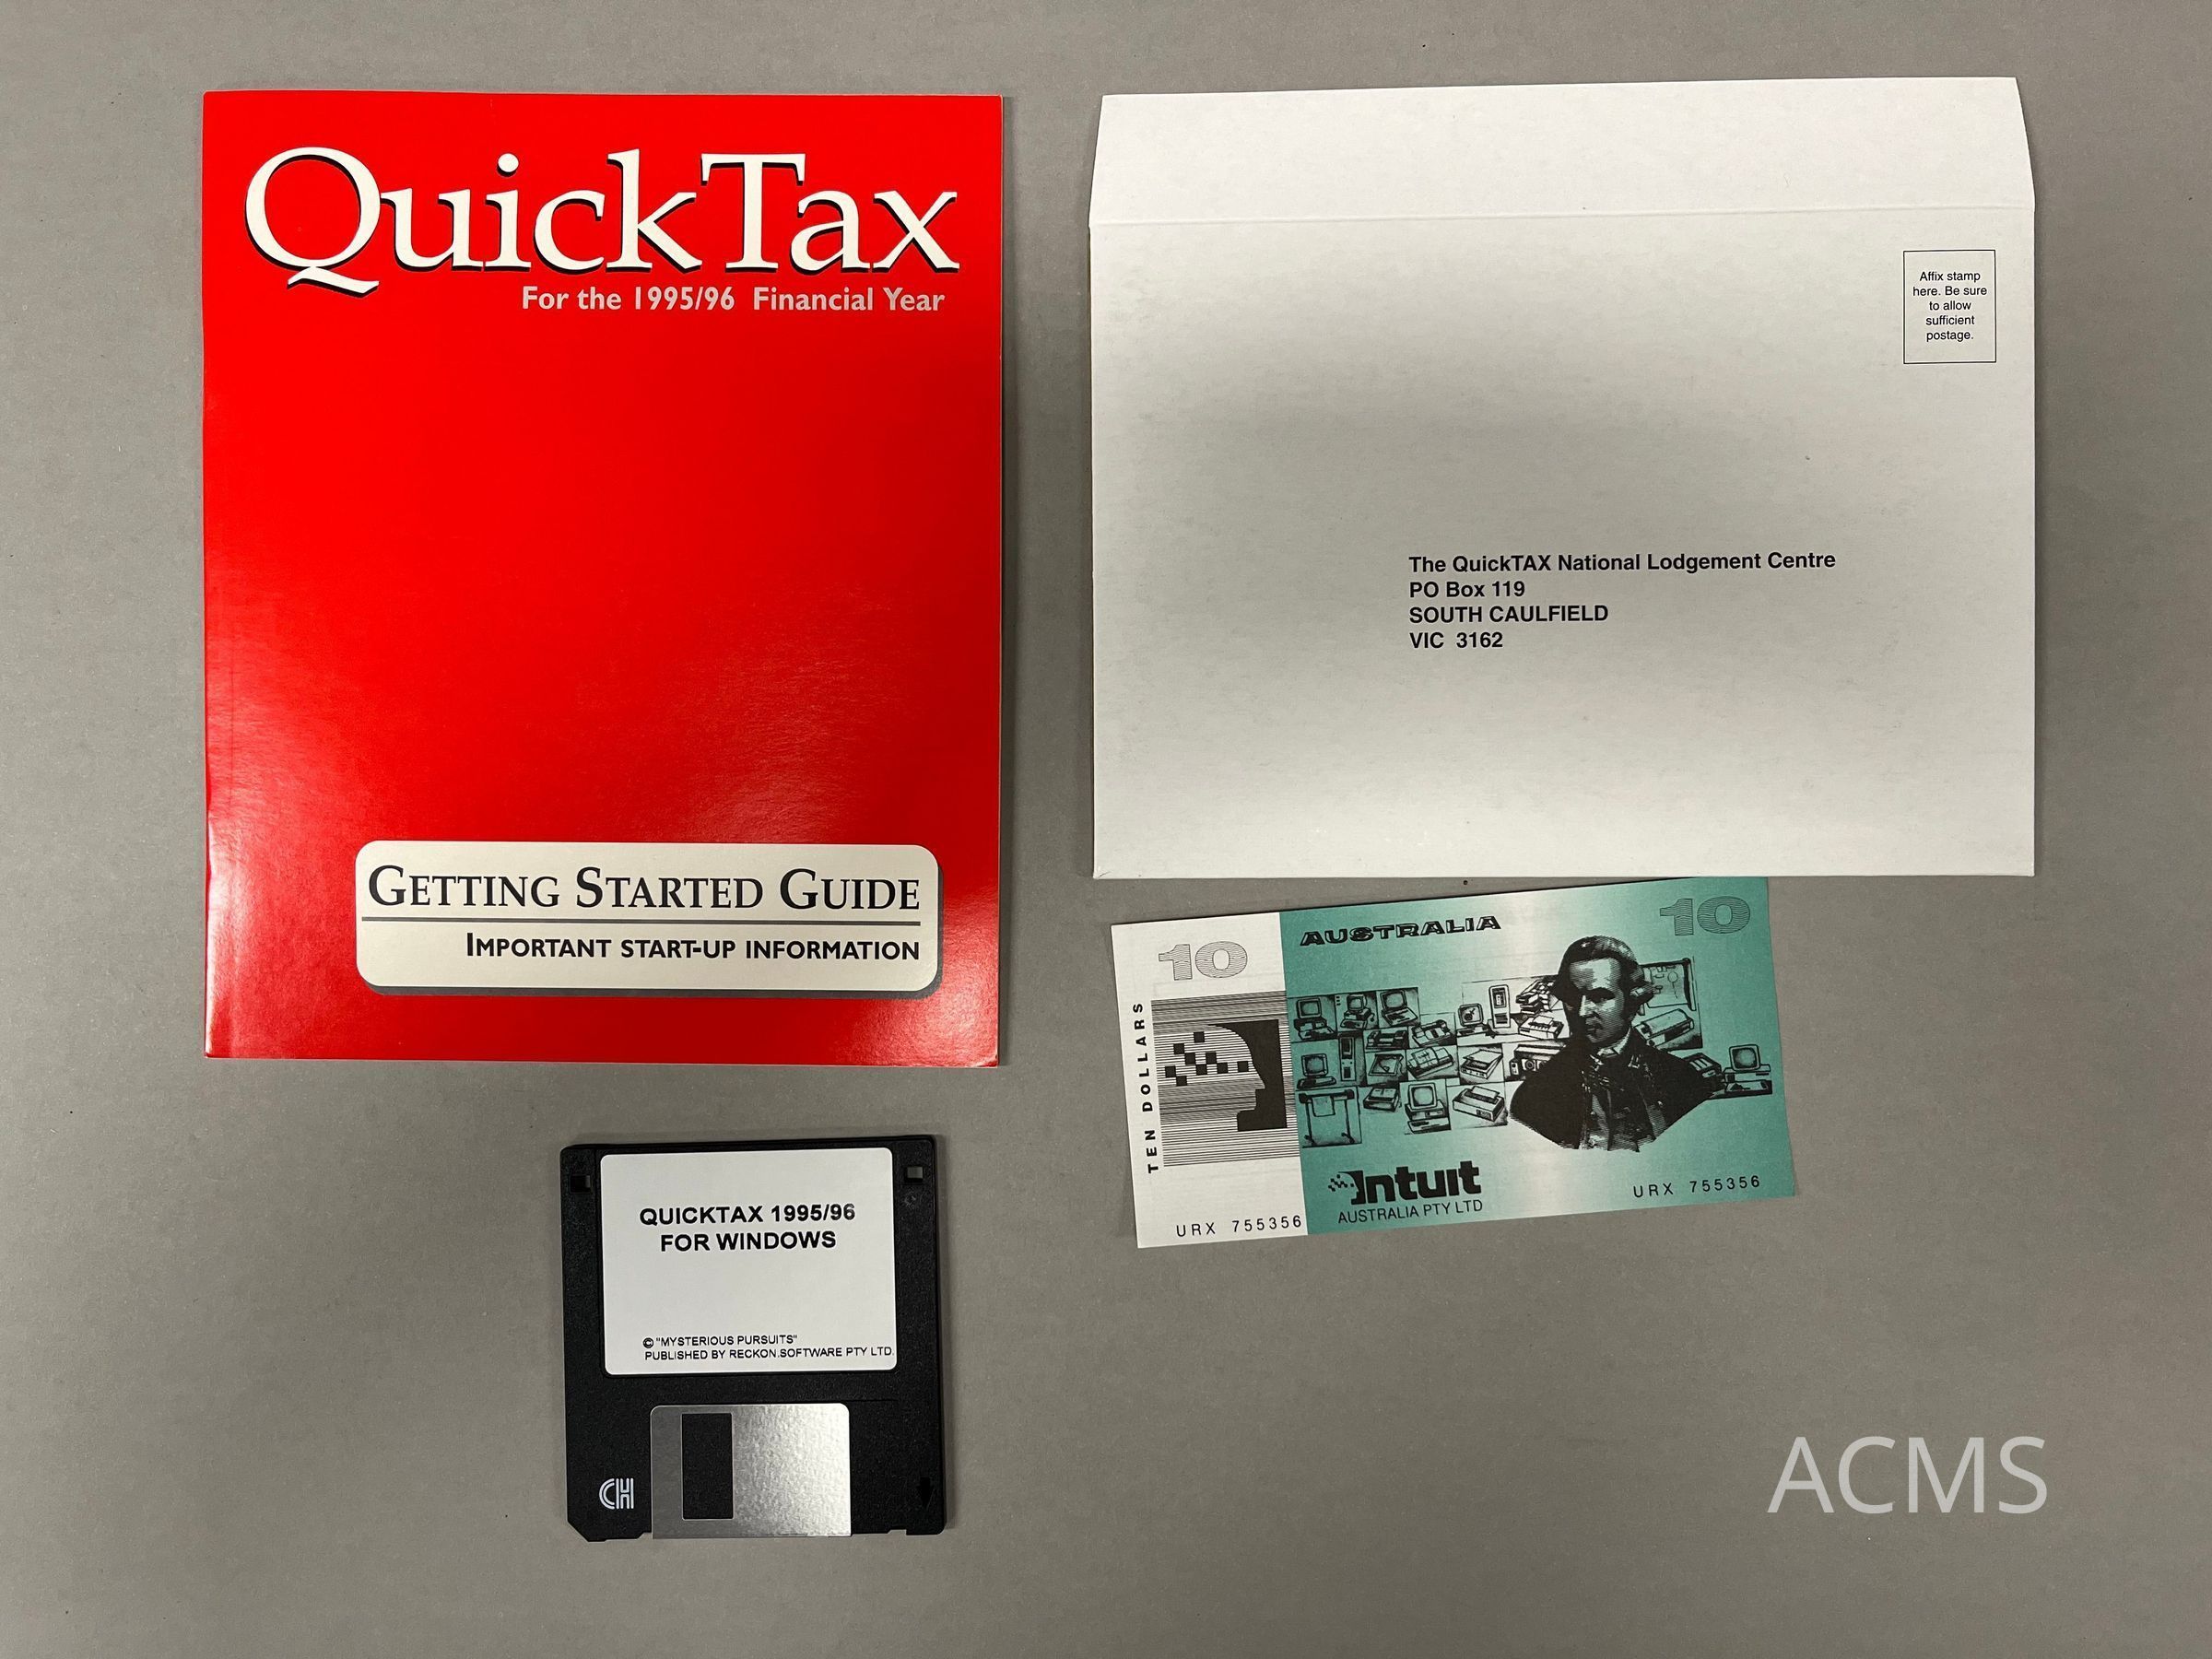 QuickTax
For the 1995/96 Financial Year
GETTING STARTED GUIDE
IMPORTANT START-UP INFORMATION
Affix stamp
here. Be sure
to allow
sufficient
postage.
The QuickTAX National Lodgement Centre
PO Box 119
SOUTH CAULFIELD
VIC 3162
10
AUSTRALIA
10
TEN DOLLARS
Intuit
AUSTRALIA PTY LTD
URX 755356
URX 755356
QUICKTAX 1995/96
FOR WINDOWS
© "MYSTERIOUS PURSUITS"
PUBLISHED BY RECKON.SOFTWARE PTY LTD.
CH
ACMS